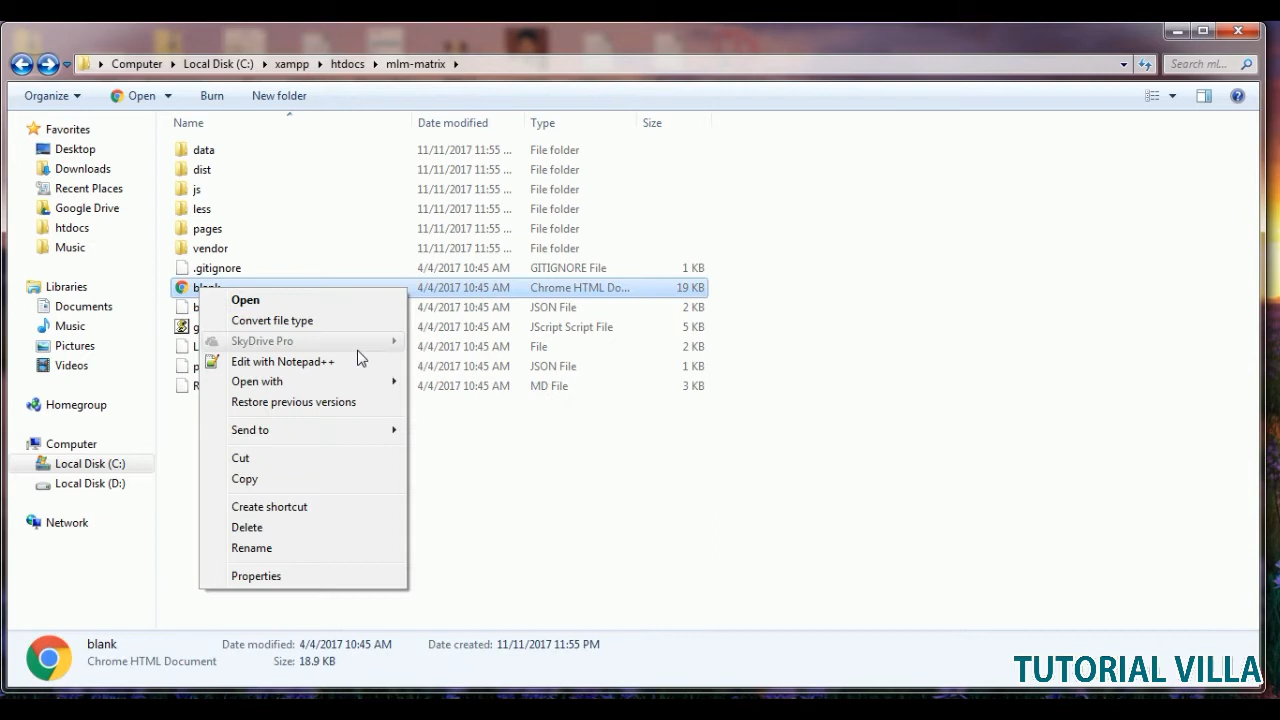 Computer Local Disk (C:) xampp htdocs mlm-matrix Search ml...
Organize Open Burn New folder
Name Date modified Type Size
Favorites
Desktop
Downloads
Recent Places
Google Drive
htdocs
Music
Libraries
Documents
Music
Pictures
Videos
Homegroup
Computer
Local Disk (C:)
Local Disk (D:)
Network
data 11/11/2017 11:55 ... File folder
dist 11/11/2017 11:55 ... File folder
js 11/11/2017 11:55 ... File folder
less 11/11/2017 11:55 ... File folder
pages 11/11/2017 11:55 ... File folder
vendor 11/11/2017 11:55 ... File folder
.gitignore 4/4/2017 10:45 AM GITIGNORE File 1 KB
4/4/2017 10:45 AM Chrome HTML Do... 19 KB
b 4/4/2017 10:45 AM JSON File 2 KB
g 4/4/2017 10:45 AM JScript Script File 5 KB
L 4/4/2017 10:45 AM File 2 KB
p 4/4/2017 10:45 AM JSON File 1 KB
R 4/4/2017 10:45 AM MD File 3 KB
Open
Convert file type
SkyDrive Pro
Edit with Notepad++
Open with
Restore previous versions
Send to
Cut
Copy
Create shortcut
Delete
Rename
Properties
blank Date modified: 4/4/2017 10:45 AM Date created: 11/11/2017 11:55 PM
Chrome HTML Document Size: 18.9 KB
TUTORIAL VILLA